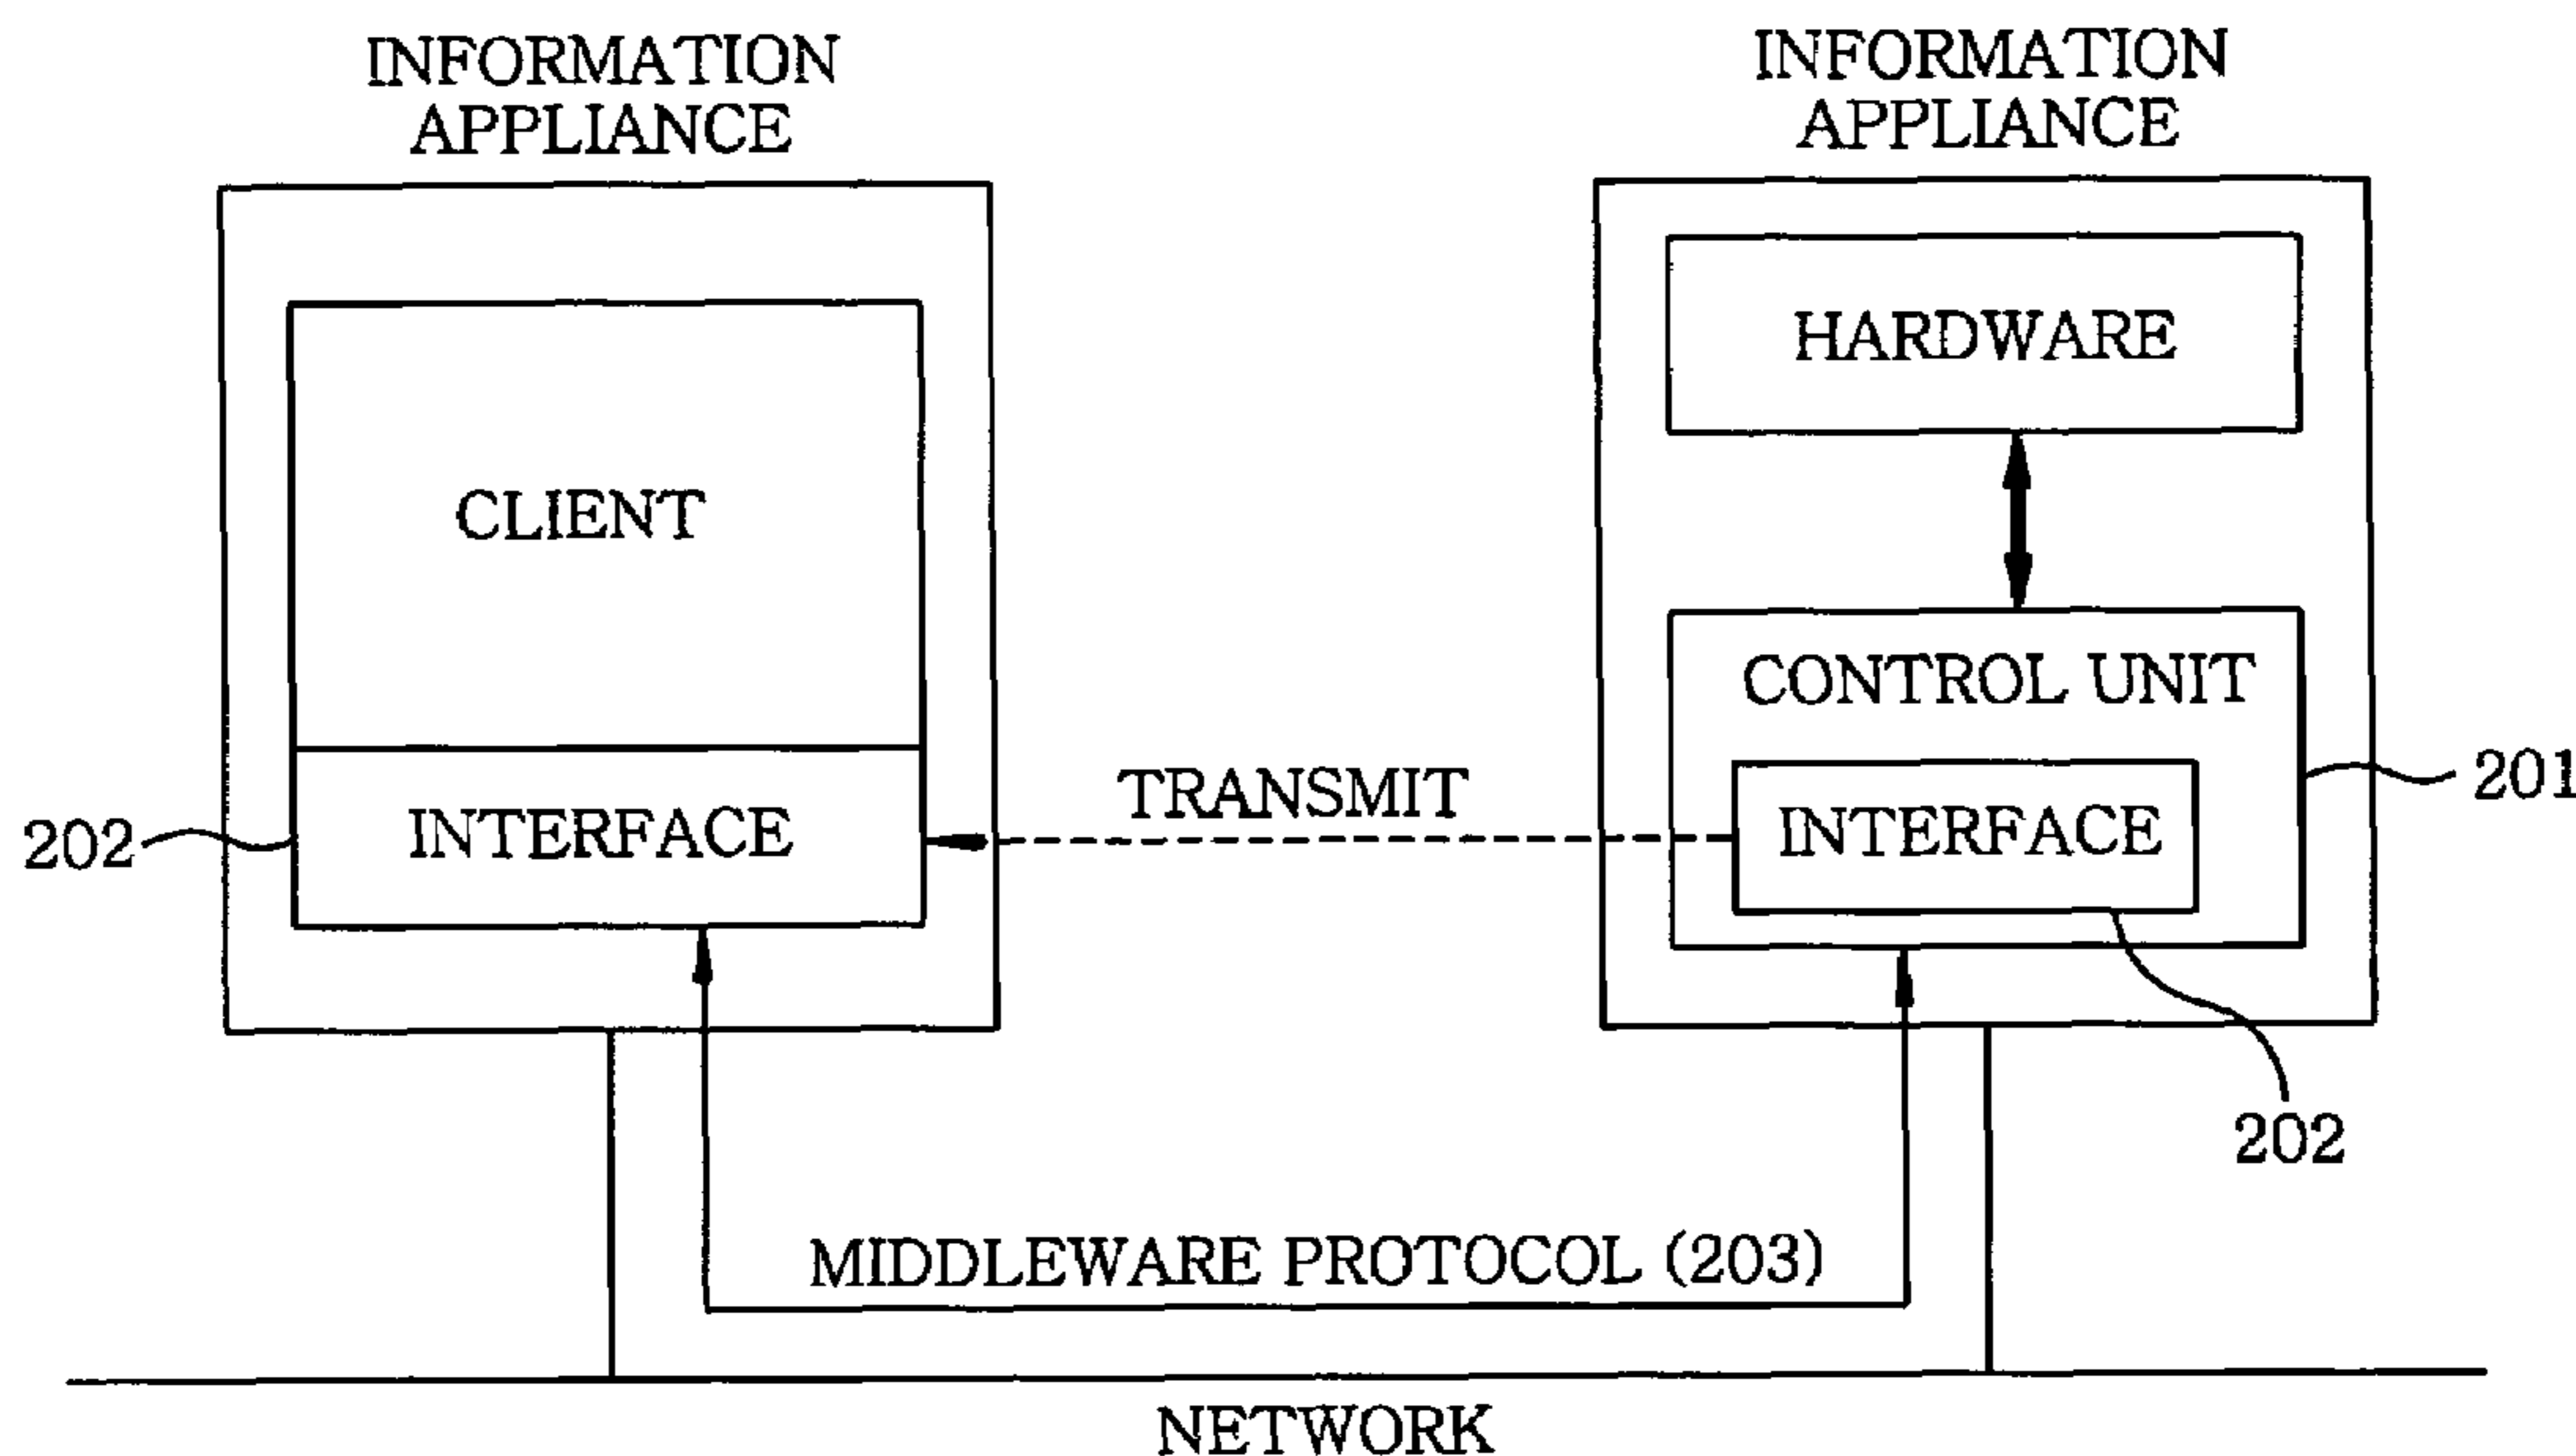 INFORMATION
APPLIANCE
INFORMATION
APPLIANCE
HARDWARE
CLIENT
CONTROL UNIT
201
TRANSMIT
202
INTERFACE
INTERFACE
202
MIDDLEWARE PROTOCOL (203)
NETWORK